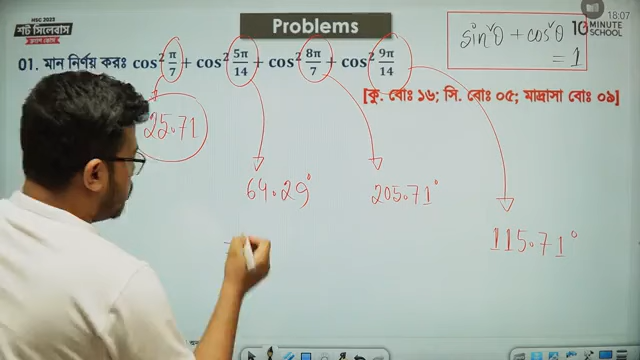 HSC 2023
শর্ট সিলেবাস
Problems
18:07
10 MINUTE
SCHOOL
sin²θ + cos²θ
= 1
01. মান নির্ণয় করঃ cos² π/7 + cos² 5π/14 + cos² 8π/7 + cos² 9π/14
[কু. বোঃ ১৬; সি. বোঃ ০৫; মাদ্রাসা বোঃ ০৯]
25.71
64.29°
205.71°
115.71°